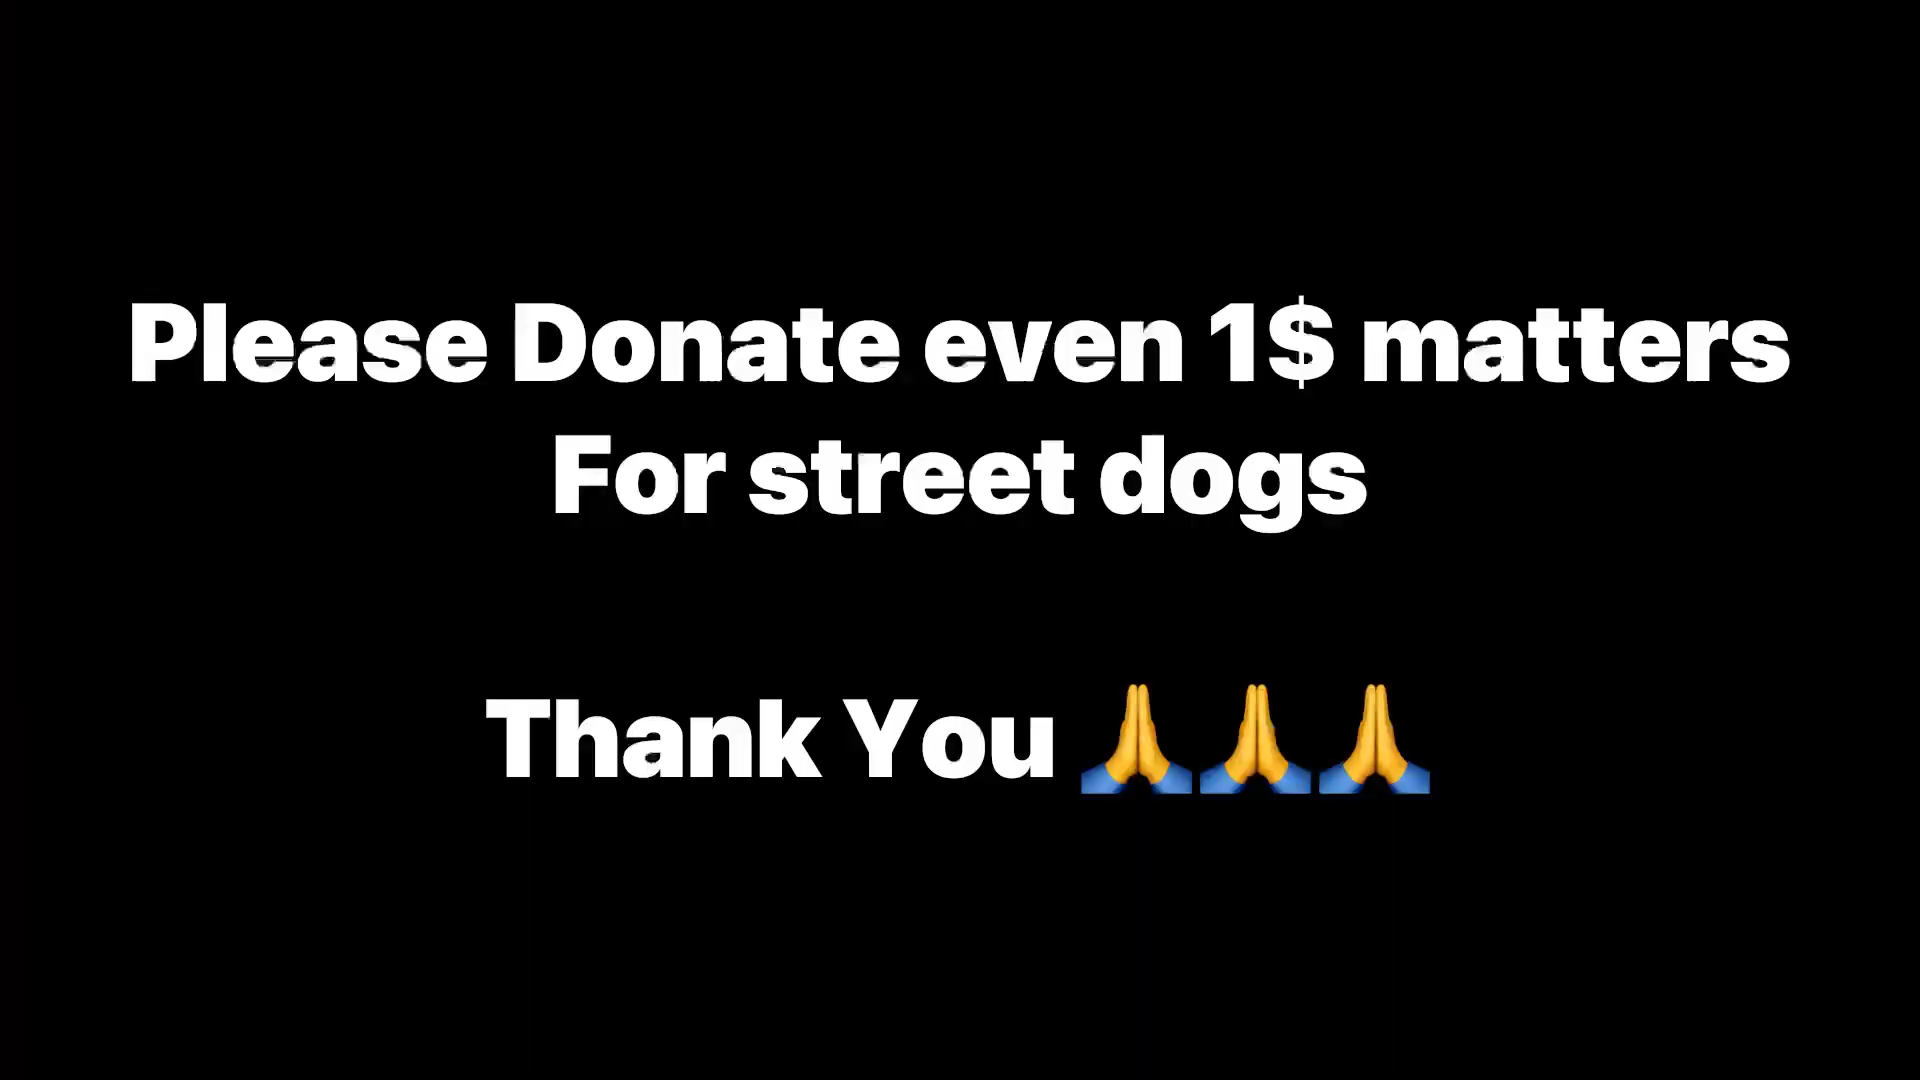 Please Donate even 1$ matters
For street dogs
Thank You 🙏🙏🙏